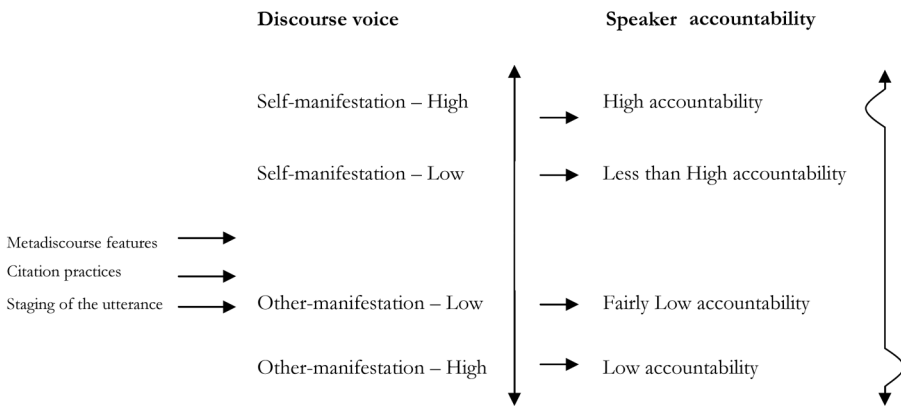 Discourse voice Speaker accountability
Self-manifestation – High High accountability
Self-manifestation – Low Less than High accountability
Metadiscourse features
Citation practices
Staging of the utterance Other-manifestation – Low Fairly Low accountability
Other-manifestation – High Low accountability